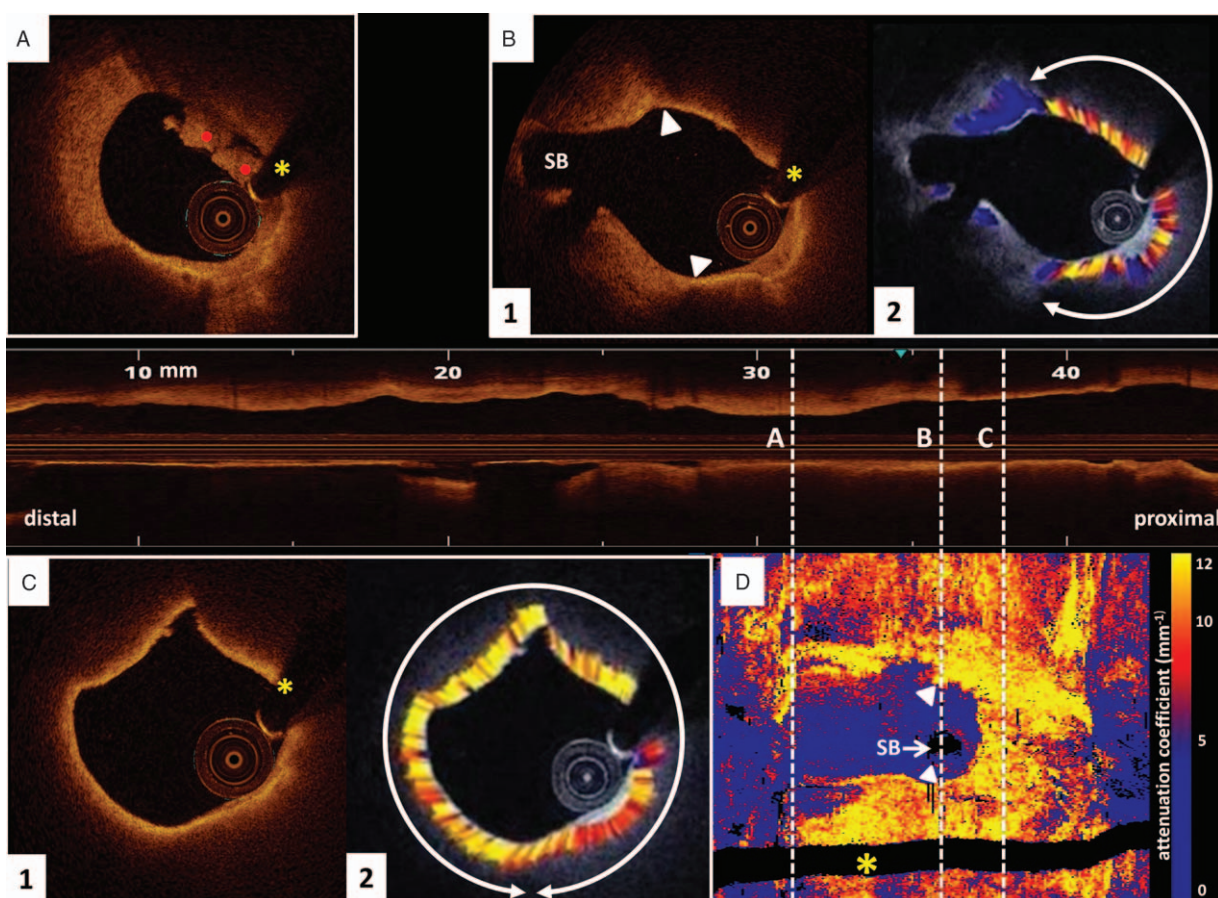 A
B
*
SB
*
1
2
10 mm
20
30
40
A
B
C
distal
proximal
C
*
1
2
D
SB
*
12
10
5
0
attenuation coefficient (mm⁻¹)